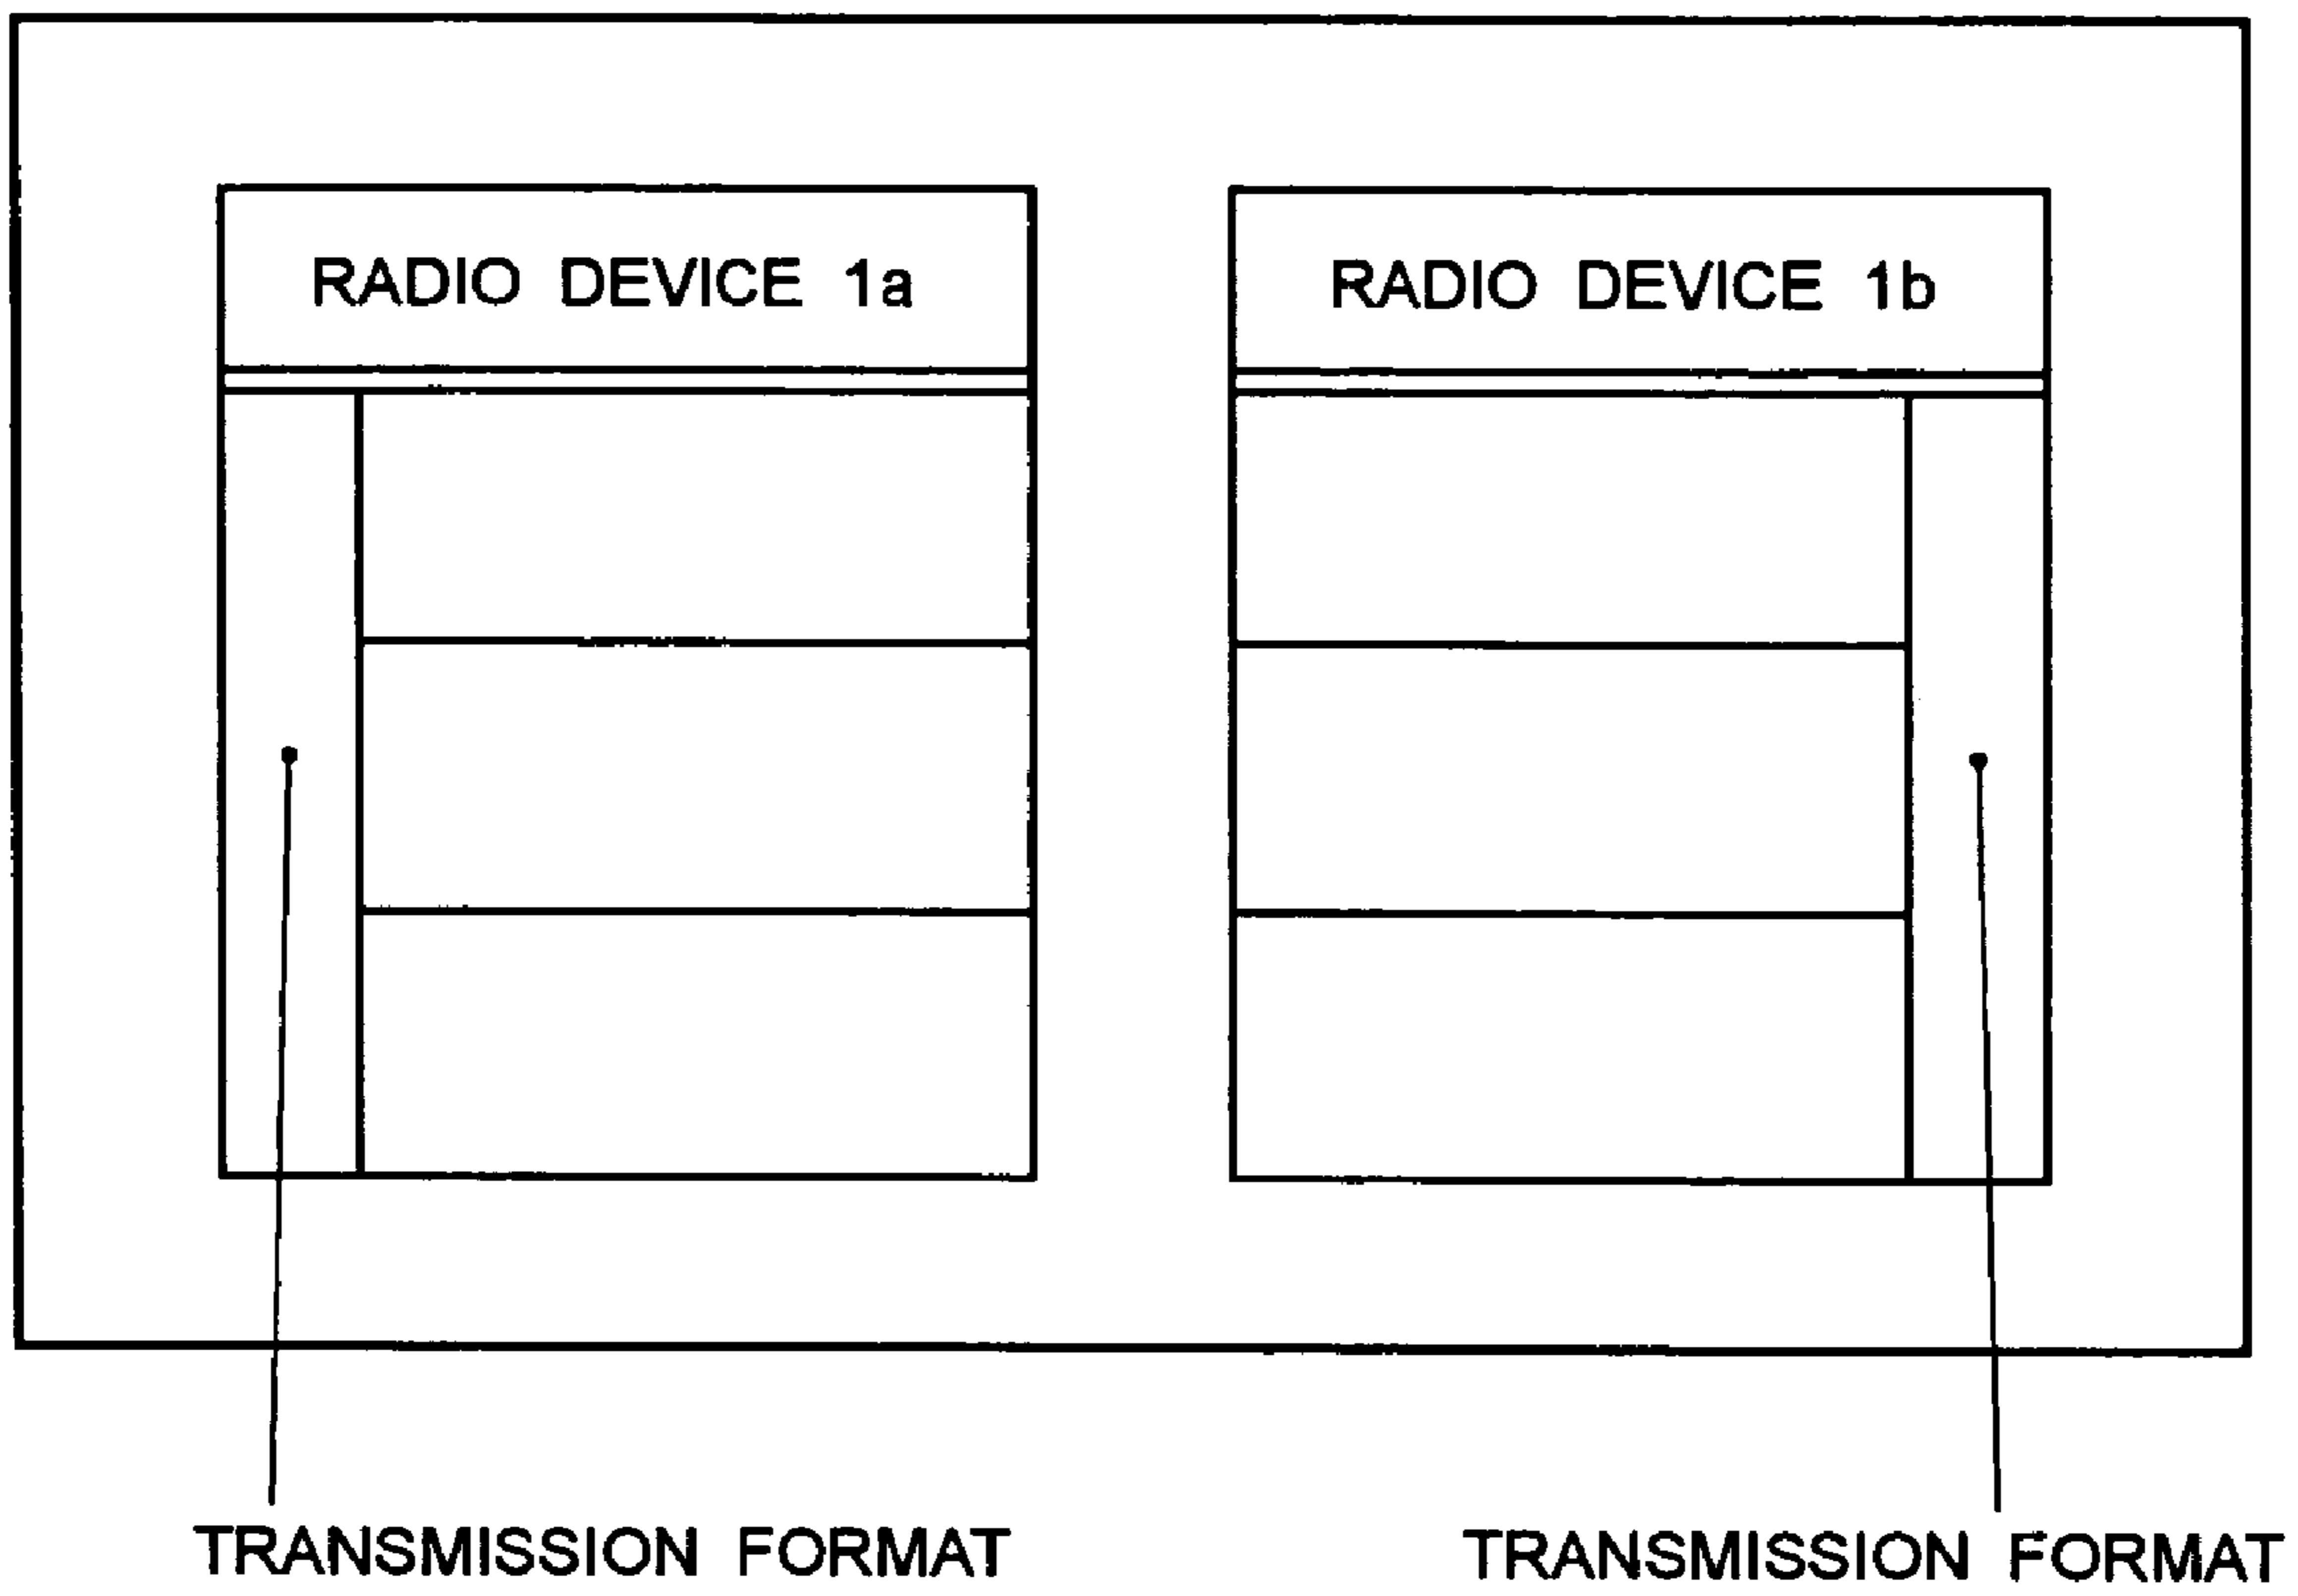 RADIO DEVICE 1a
RADIO DEVICE 1b
TRANSMISSION FORMAT
TRANSMISSION FORMAT